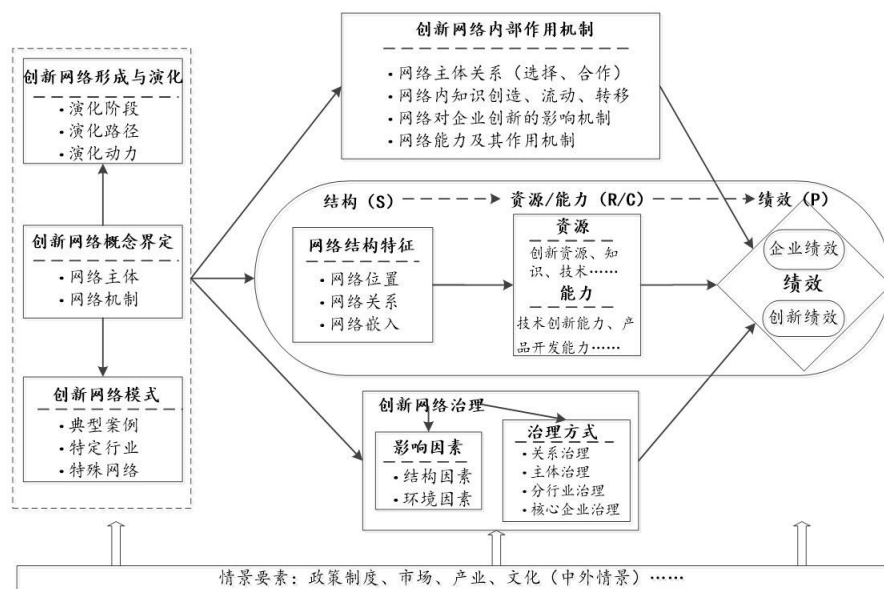 创新网络形成与演化
·演化阶段
·演化路径
·演化动力
创新网络概念界定
·网络主体
·网络机制
创新网络模式
·典型案例
·特定行业
·特殊网络
创新网络内部作用机制
·网络主体关系（选择、合作）
·网络内知识创造、流动、转移
·网络对企业创新的影响机制
·网络能力及其作用机制
结构（S）
资源/能力（R/C）
绩效（P）
网络结构特征
·网络位置
·网络关系
·网络嵌入
资源
创新资源、知
识、技术……
能力
技术创新能力、产
品开发能力……
企业绩效
绩效
创新绩效
创新网络治理
影响因素
·结构因素
·环境因素
治理方式
·关系治理
·主体治理
·分行业治理
·核心企业治理
情景要素：政策制度、市场、产业、文化（中外情景）……